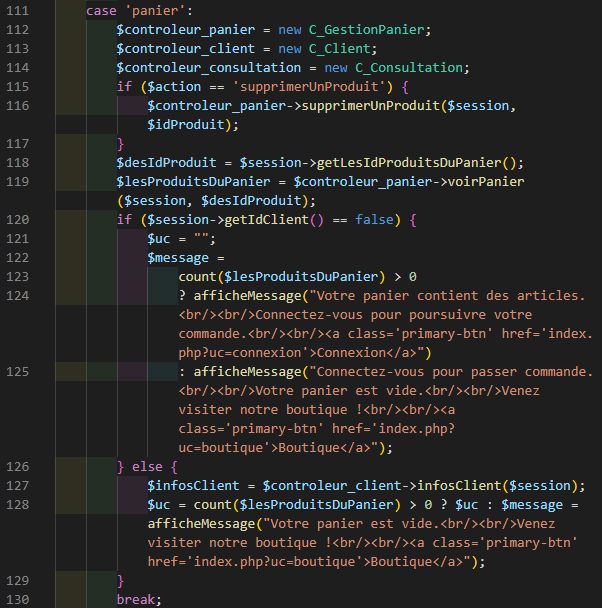 111 case 'panier':
112 $controleur_panier = new C_GestionPanier;
113 $controleur_client = new C_Client;
114 $controleur_consultation = new C_Consultation;
115 if ($action == 'supprimerUnProduit') {
116 $controleur_panier->supprimerUnProduit($session,
$idProduit);
117 }
118 $desIdProduit = $session->getLesIdProduitsDuPanier();
119 $lesProduitsDuPanier = $controleur_panier->voirPanier
($session, $desIdProduit);
120 if ($session->getIdClient() == false) {
121 $uc = "";
122 $message =
123 count($lesProduitsDuPanier) > 0
124 ? afficheMessage("Votre panier contient des articles.
<br/><br/>Connectez-vous pour poursuivre votre
commande.<br/><br/><a class='primary-btn' href='index.
php?uc=connexion'>Connexion</a>")
125 : afficheMessage("Connectez-vous pour passer commande.
<br/><br/>Votre panier est vide.<br/><br/>Venez
visiter notre boutique !<br/><br/><a
class='primary-btn' href='index.php?
uc=boutique'>Boutique</a>");
126 } else {
127 $infosClient = $controleur_client->infosClient($session);
128 $uc = count($lesProduitsDuPanier) > 0 ? $uc : $message =
afficheMessage("Votre panier est vide.<br/><br/>Venez
visiter notre boutique !<br/><br/><a class='primary-btn'
href='index.php?uc=boutique'>Boutique</a>");
129 }
130 break;